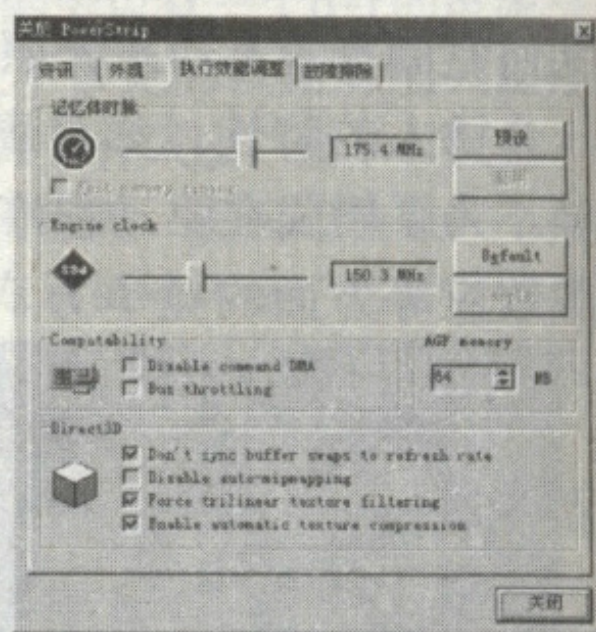 关於 PowerStrip
资讯 外观 执行效能调整 故障排除
记忆体时脉
175.4 MHz 预设
Engine clock
150.3 MHz Default
Compatability
Disable command DMA
Bus throttling
AGP memory
64 MB
Direct3D
Don't sync buffer swaps to refresh rate
Disable auto-mipmapping
Force trilinear texture filtering
Enable automatic texture compression
关闭